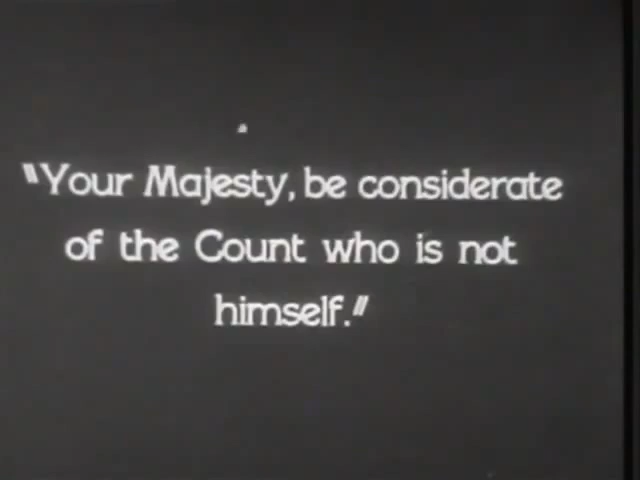 "Your Majesty, be considerate
of the Count who is not
himself."